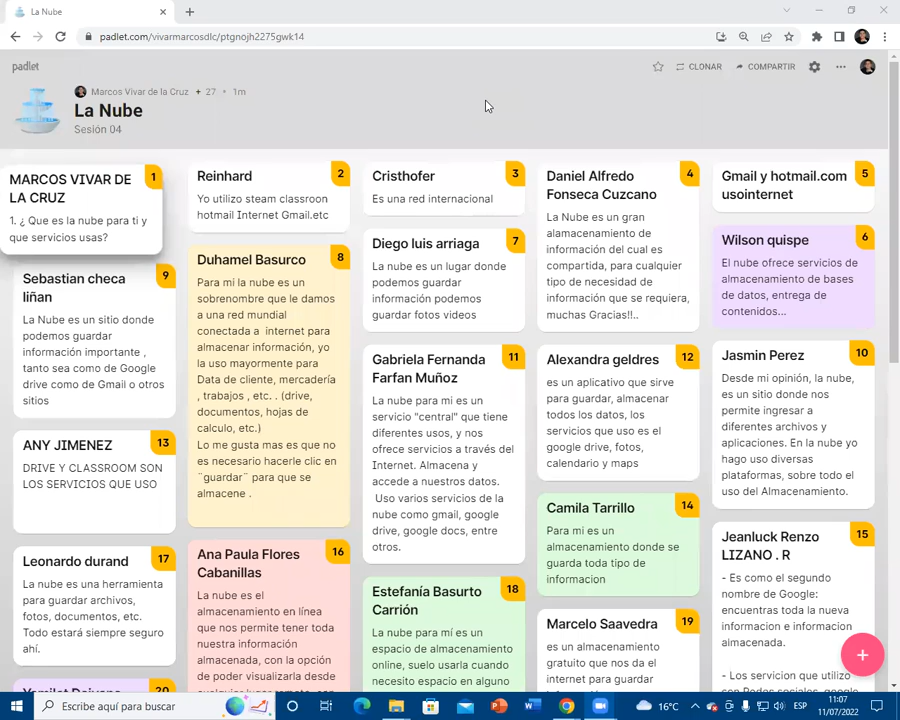 La Nube
padlet.com/vivarmarcosdlc/ptgnojh2275gwk14
padlet
CLONAR
COMPARTIR
Marcos Vivar de la Cruz + 27 • 1m
La Nube
Sesión 04
1
MARCOS VIVAR DE
LA CRUZ
1. ¿ Que es la nube para ti y
que servicios usas?
2
Reinhard
Yo utilizo steam classroon
hotmail Internet Gmail.etc
3
Cristhofer
Es una red internacional
4
Daniel Alfredo
Fonseca Cuzcano
La Nube es un gran
alamacenamiento de
información del cual es
compartida, para cualquier
tipo de necesidad de
información que se requiera,
muchas Gracias!!..
5
Gmail y hotmail.com
usointernet
6
Wilson quispe
El nube ofrece servicios de
almacenamiento de bases
de datos, entrega de
contenidos...
7
Diego luis arriaga
La nube es un lugar donde
podemos guardar
información podemos
guardar fotos videos
8
Duhamel Basurco
Para mi la nube es un
sobrenombre que le damos
a una red mundial
conectada a internet para
almacenar información, yo
la uso mayormente para
Data de cliente, mercadería
, trabajos , etc. . (drive,
documentos, hojas de
calculo, etc.)
Lo me gusta mas es que no
es necesario hacerle clic en
¨guardar¨ para que se
almacene .
9
Sebastian checa
liñan
La Nube es un sitio donde
podemos guardar
información importante ,
tanto sea como de Google
drive como de Gmail o otros
sitios
10
Jasmin Perez
Desde mi opinión, la nube,
es un sitio donde nos
permite ingresar a
diferentes archivos y
aplicaciones. En la nube yo
hago uso diversas
plataformas, sobre todo el
uso del Almacenamiento.
11
Gabriela Fernanda
Farfan Muñoz
La nube para mi es un
servicio "central" que tiene
diferentes usos, y nos
ofrece servicios a través del
Internet. Almacena y
accede a nuestros datos.
Uso varios servicios de la
nube como gmail, google
drive, google docs, entre
otros.
12
Alexandra geldres
es un aplicativo que sirve
para guardar, almacenar
todos los datos, los
servicios que uso es el
google drive, fotos,
calendario y maps
13
ANY JIMENEZ
DRIVE Y CLASSROOM SON
LOS SERVICIOS QUE USO
14
Camila Tarrillo
Para mi es un
almacenamiento donde se
guarda toda tipo de
informacion
15
Jeanluck Renzo
LIZANO . R
- Es como el segundo
nombre de Google:
encuentras toda la nueva
informacion e informacion
almacenada.
- Los servicion que utilizo
16
Ana Paula Flores
Cabanillas
La nube es el
almacenamiento en línea
que nos permite tener toda
nuestra información
almacenada, con la opción
de poder visualizarla desde
17
Leonardo durand
La nube es una herramienta
para guardar archivos,
fotos, documentos, etc.
Todo estará siempre seguro
ahí.
18
Estefanía Basurto
Carrión
La nube para mí es un
espacio de almacenamiento
online, suelo usarla cuando
necesito espacio en alguno
19
Marcelo Saavedra
es un almacenamiento
gratuito que nos da el
internet para guardar
20
Escribe aquí para buscar
16°C
ESP
11:07
11/07/2022